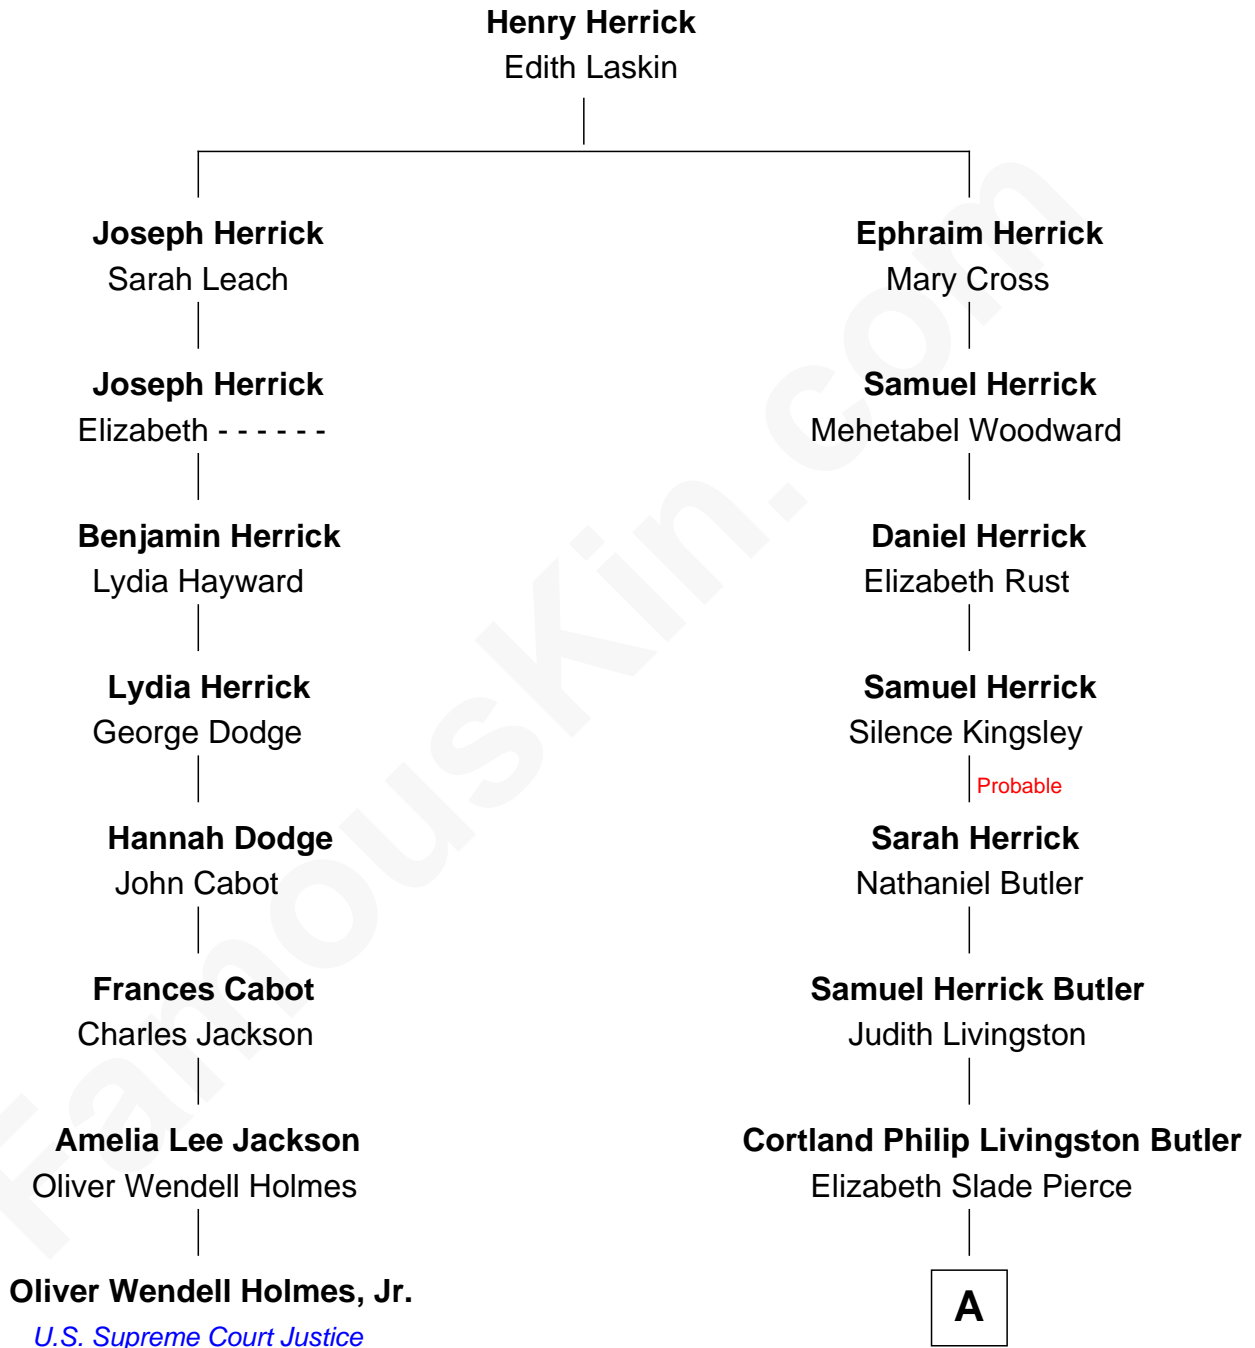 Henry Herrick
Edith Laskin
Joseph Herrick
Sarah Leach
Ephraim Herrick
Mary Cross
Joseph Herrick
Elizabeth - - - - - -
Samuel Herrick
Mehetabel Woodward
Benjamin Herrick
Lydia Hayward
Daniel Herrick
Elizabeth Rust
Lydia Herrick
George Dodge
Samuel Herrick
Silence Kingsley
Probable
Hannah Dodge
John Cabot
Sarah Herrick
Nathaniel Butler
Frances Cabot
Charles Jackson
Samuel Herrick Butler
Judith Livingston
Amelia Lee Jackson
Oliver Wendell Holmes
Cortland Philip Livingston Butler
Elizabeth Slade Pierce
Oliver Wendell Holmes, Jr.
U.S. Supreme Court Justice
A
FamousKin.com